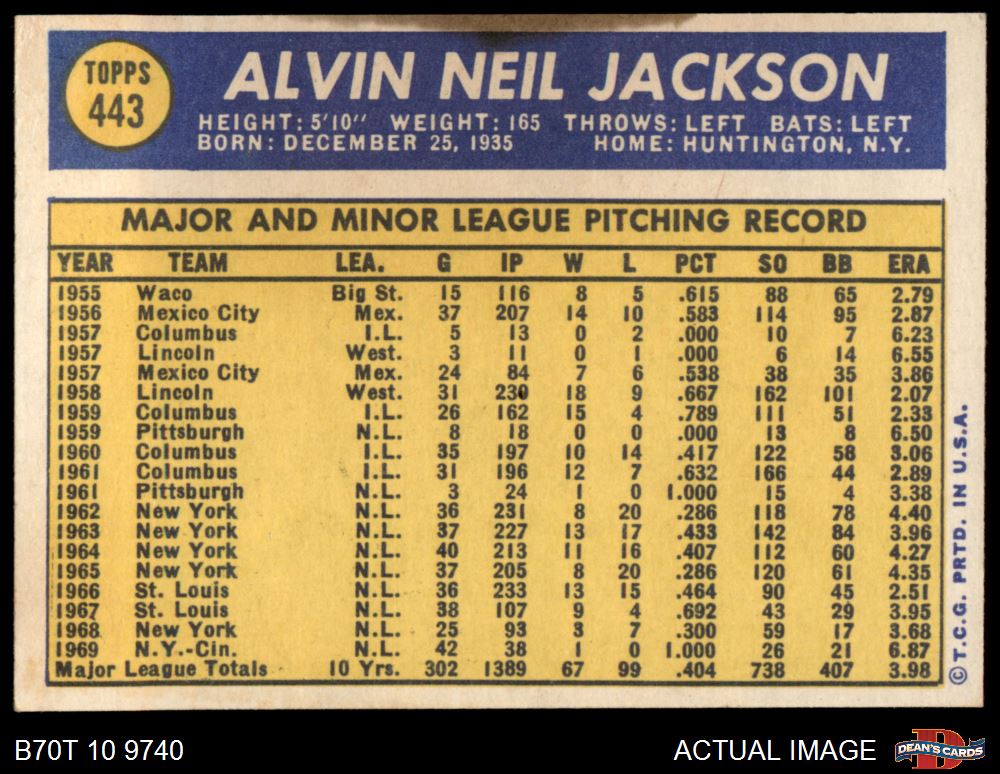 TOPPS
443
ALVIN NEIL JACKSON
HEIGHT: 5'10" WEIGHT: 165 THROWS: LEFT BATS: LEFT
BORN: DECEMBER 25, 1935 HOME: HUNTINGTON, N.Y.
MAJOR AND MINOR LEAGUE PITCHING RECORD
YEAR TEAM LEA. G IP W L PCT SO BB ERA
1955 Waco Big St. 15 116 8 5 .615 88 65 2.79
1956 Mexico City Mex. 37 207 14 10 .583 114 95 2.87
1957 Columbus I.L. 5 13 0 2 .000 10 7 6.23
1957 Lincoln West. 3 11 0 1 .000 6 14 6.55
1957 Mexico City Mex. 24 84 7 6 .538 38 35 3.86
1958 Lincoln West. 31 230 18 9 .667 162 101 2.07
1959 Columbus I.L. 26 162 15 4 .789 111 51 2.33
1959 Pittsburgh N.L. 8 18 0 0 .000 13 8 6.50
1960 Columbus I.L. 35 197 10 14 .417 122 58 3.06
1961 Columbus I.L. 31 196 12 7 .632 166 44 2.89
1961 Pittsburgh N.L. 3 24 1 0 1.000 15 4 3.38
1962 New York N.L. 36 231 8 20 .286 118 78 4.40
1963 New York N.L. 37 227 13 17 .433 142 84 3.96
1964 New York N.L. 40 213 11 16 .407 112 60 4.27
1965 New York N.L. 37 205 8 20 .286 120 61 4.35
1966 St. Louis N.L. 36 233 13 15 .464 90 45 2.51
1967 St. Louis N.L. 38 107 9 4 .692 43 29 3.95
1968 New York N.L. 25 93 3 7 .300 59 17 3.68
1969 N.Y.-Cin. N.L. 42 38 1 0 1.000 26 21 6.87
Major League Totals 10 Yrs. 302 1389 67 99 .404 738 407 3.98
© T.C.G. PRTD. IN U.S.A.
B70T 10 9740 ACTUAL IMAGE
D
DEAN'S CARDS